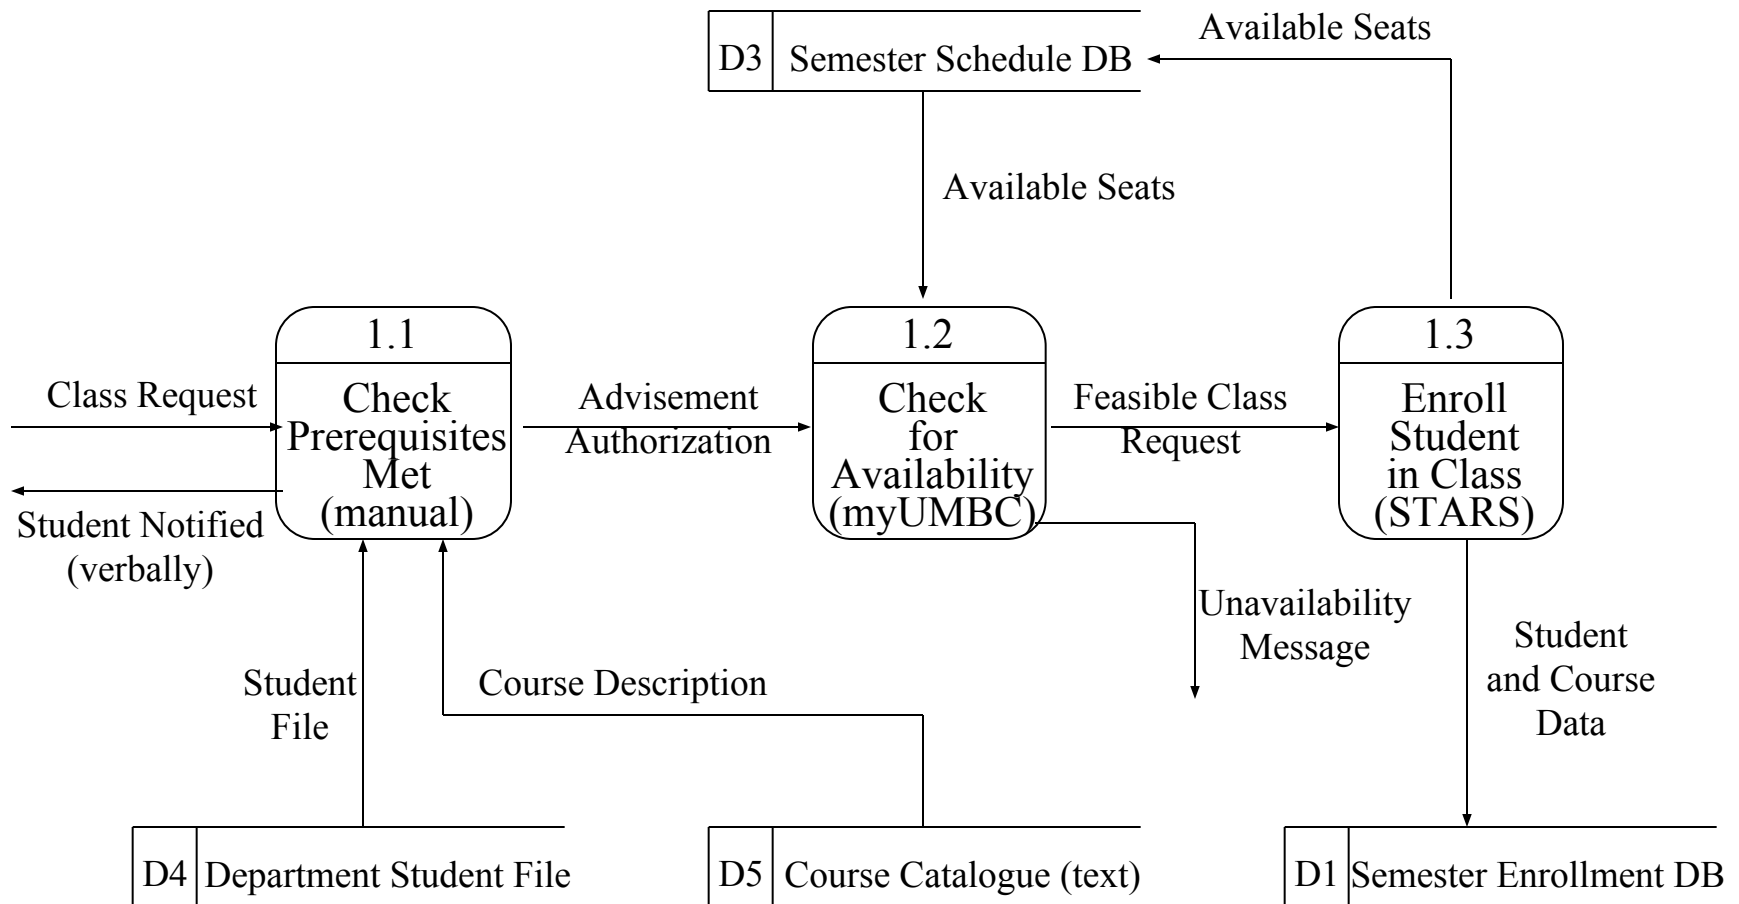 Available Seats
D3 Semester Schedule DB
Available Seats
1.1
1.2
1.3
Class Request
Check
Prerequisites
Met
(manual)
Advisement
Authorization
Check
for
Availability
(myUMBC)
Feasible Class
Request
Enroll
Student
in Class
(STARS)
Student Notified
(verbally)
Unavailability
Message
Student
and Course
Data
Student
File
Course Description
D4 Department Student File
D5 Course Catalogue (text)
D1 Semester Enrollment DB